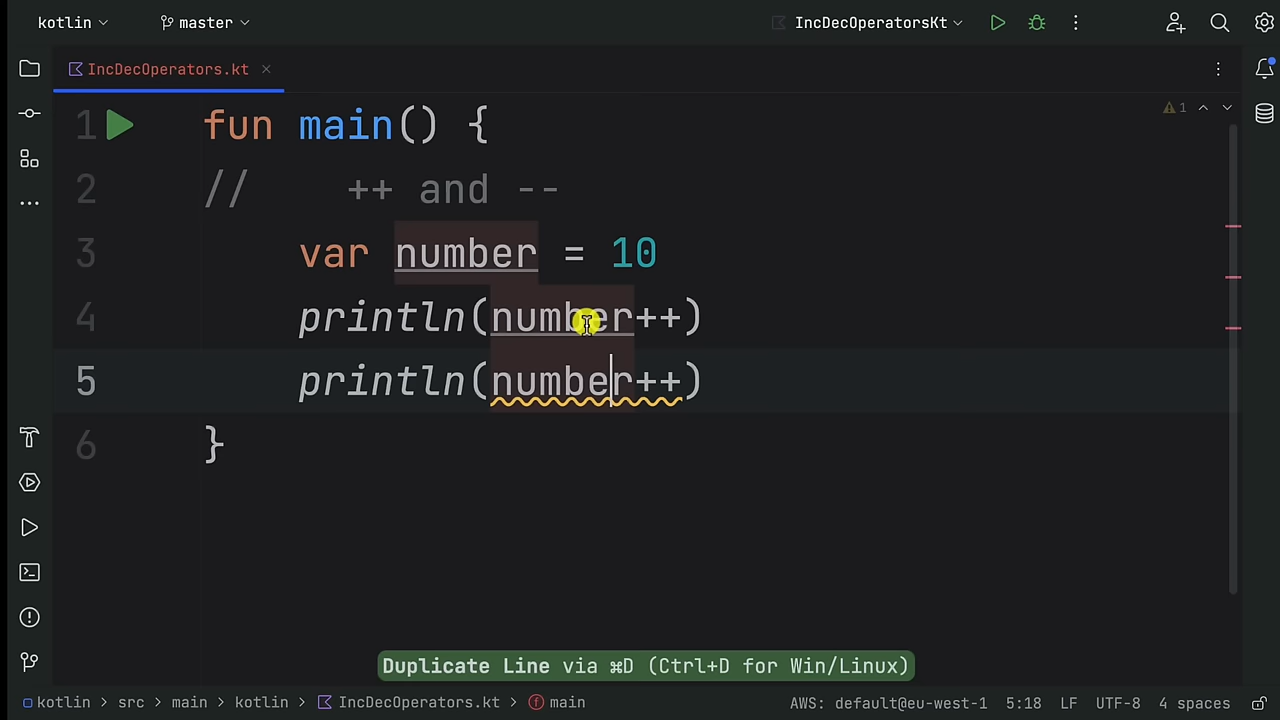 kotlin master IncDecOperatorsKt
IncDecOperators.kt
1 fun main() {
1
2 // ++ and --
3 var number = 10
4 println(number++)
5 println(number++)
6 }
Duplicate Line via ⌘D (Ctrl+D for Win/Linux)
kotlin > src > main > kotlin > IncDecOperators.kt > main AWS: default@eu-west-1 5:18 LF UTF-8 4 spaces